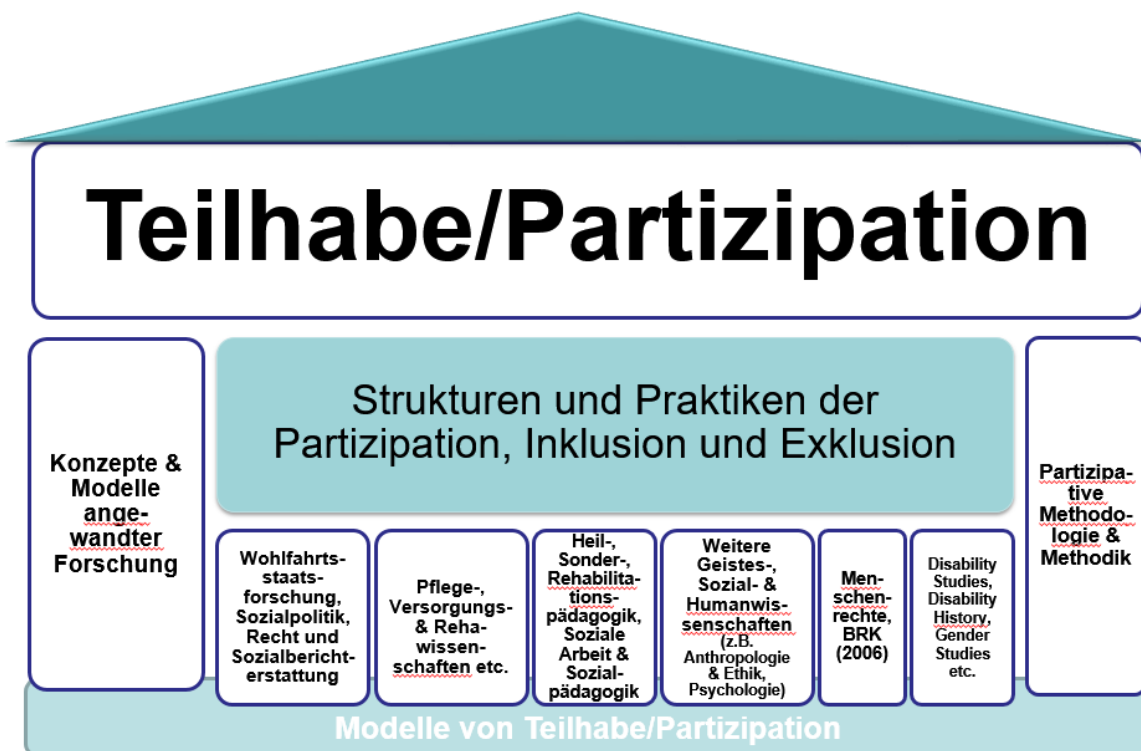 Teilhabe/Partizipation
Konzepte &
Modelle
ange-
wandter
Forschung
Strukturen und Praktiken der
Partizipation, Inklusion und Exklusion
Wohlfahrts-
staats-
forschung,
Sozialpolitik,
Recht und
Sozialbericht-
erstattung
Pflege-,
Versorgungs-
& Reha-
wissen-
schaften etc.
Heil-,
Sonder-,
Rehabilita-
tions-
pädagogik,
Soziale
Arbeit &
Sozial-
pädagogik
Weitere
Geistes-,
Sozial- &
Humanwis-
senschaften
(z.B.
Anthropologie
& Ethik,
Psychologie)
Men-
schen-
rechte,
BRK
(2006)
Disability
Studies,
Disability
History,
Gender
Studies
etc.
Partizipa-
tive
Methodo-
logie &
Methodik
Modelle von Teilhabe/Partizipation